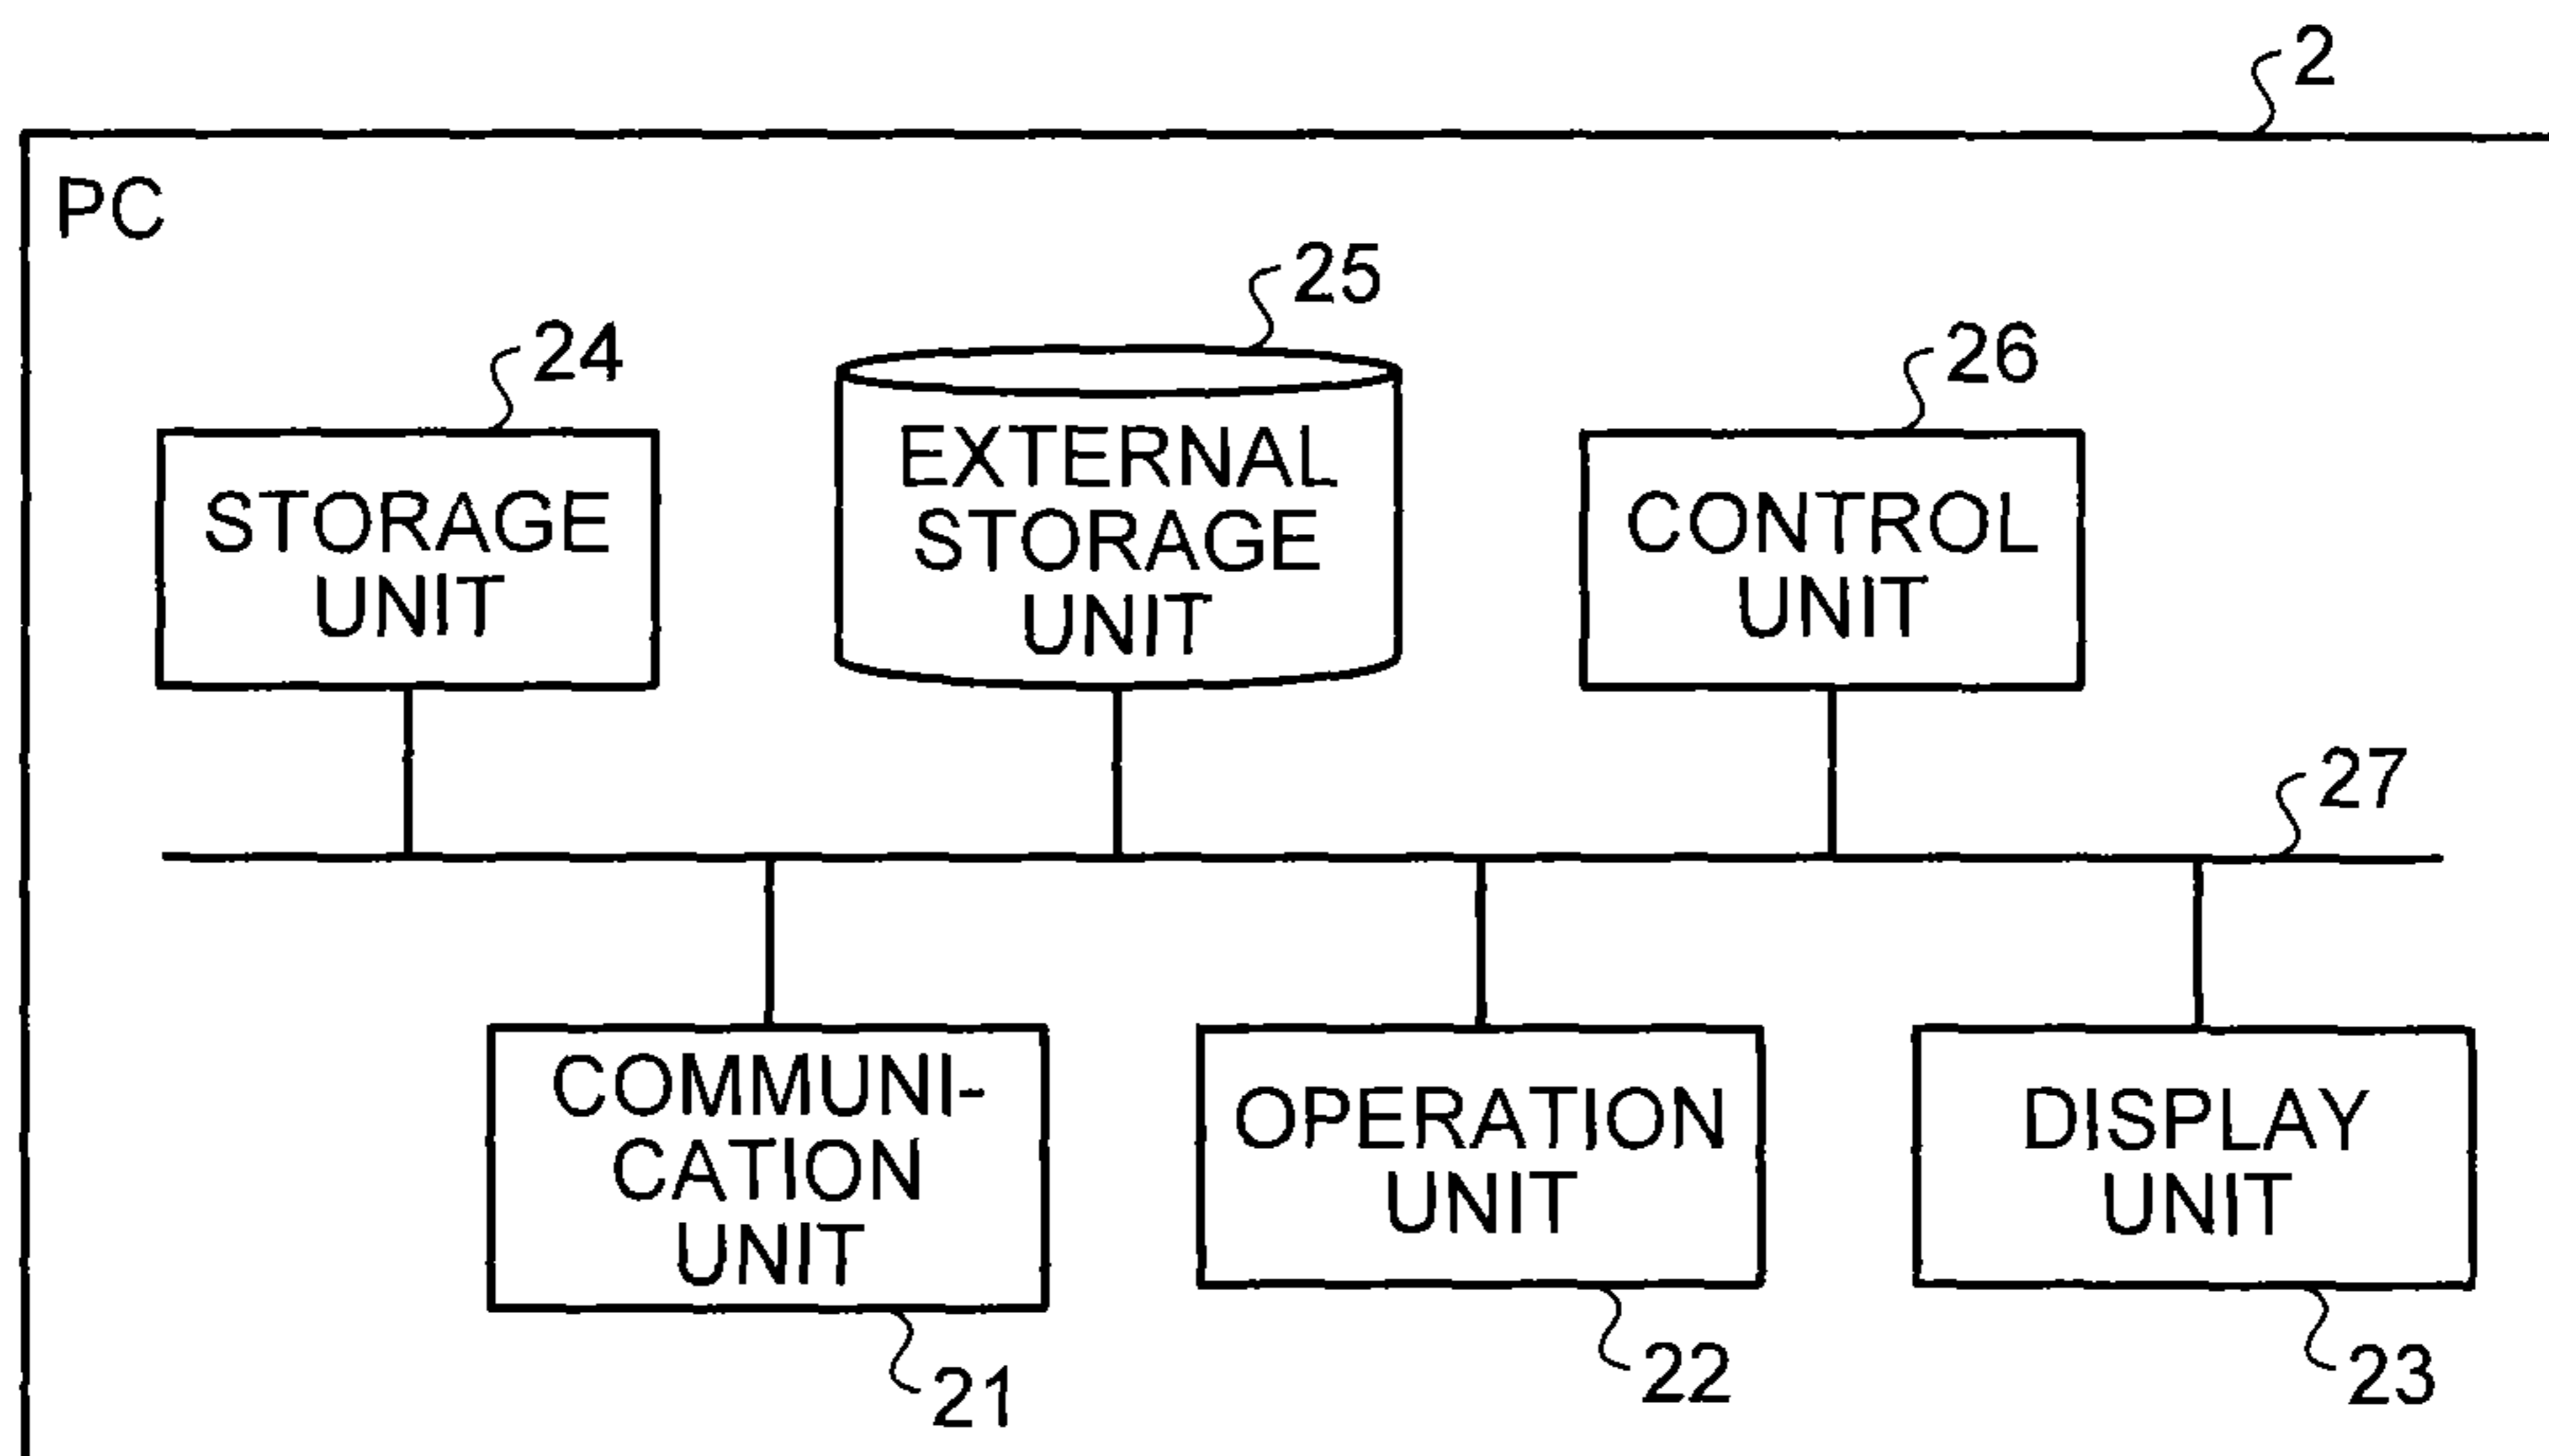 2
PC
25
24
26
EXTERNAL
STORAGE
UNIT
STORAGE
UNIT
CONTROL
UNIT
27
COMMUNI-
CATION
UNIT
OPERATION
UNIT
DISPLAY
UNIT
21
22
23